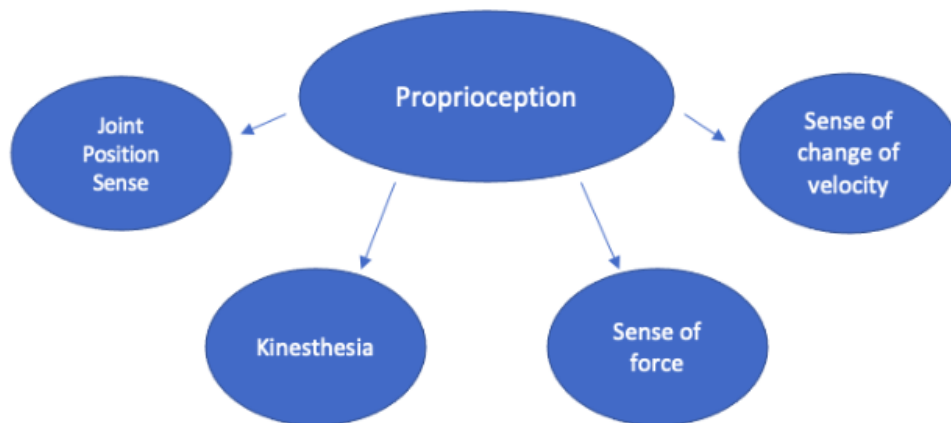 Proprioception
Joint
Position
Sense
Sense of
change of
velocity
Kinesthesia
Sense of
force